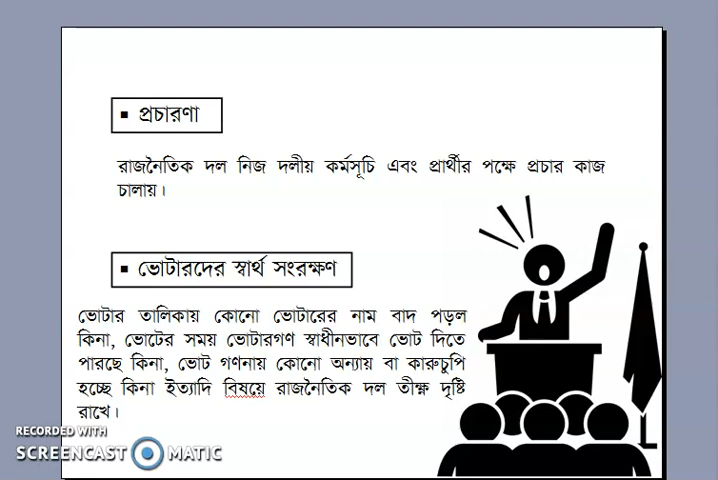 ▪ প্রচারণা
রাজনৈতিক দল নিজ দলীয় কর্মসূচি এবং প্রার্থীর পক্ষে প্রচার কাজ
চালায়।
▪ ভোটারদের স্বার্থ সংরক্ষণ
ভোটার তালিকায় কোনো ভোটারের নাম বাদ পড়ল
কিনা, ভোটের সময় ভোটারগণ স্বাধীনভাবে ভোট দিতে
পারছে কিনা, ভোট গণনায় কোনো অন্যায় বা কারুচুপি
হচ্ছে কিনা ইত্যাদি বিষয়ে রাজনৈতিক দল তীক্ষ্ণ দৃষ্টি
রাখে।
RECORDED WITH
SCREENCAST MATIC